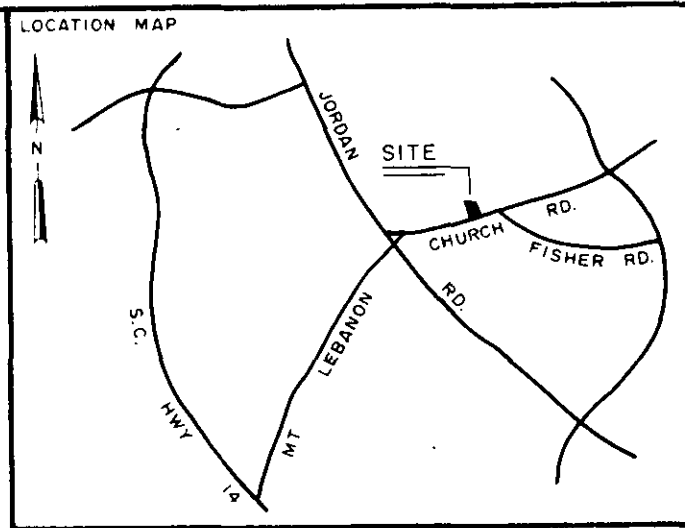 LOCATION MAP
N
JORDAN
RD.
SITE
CHURCH
RD.
FISHER RD.
S.C.
HWY
14
MT
LEBANON